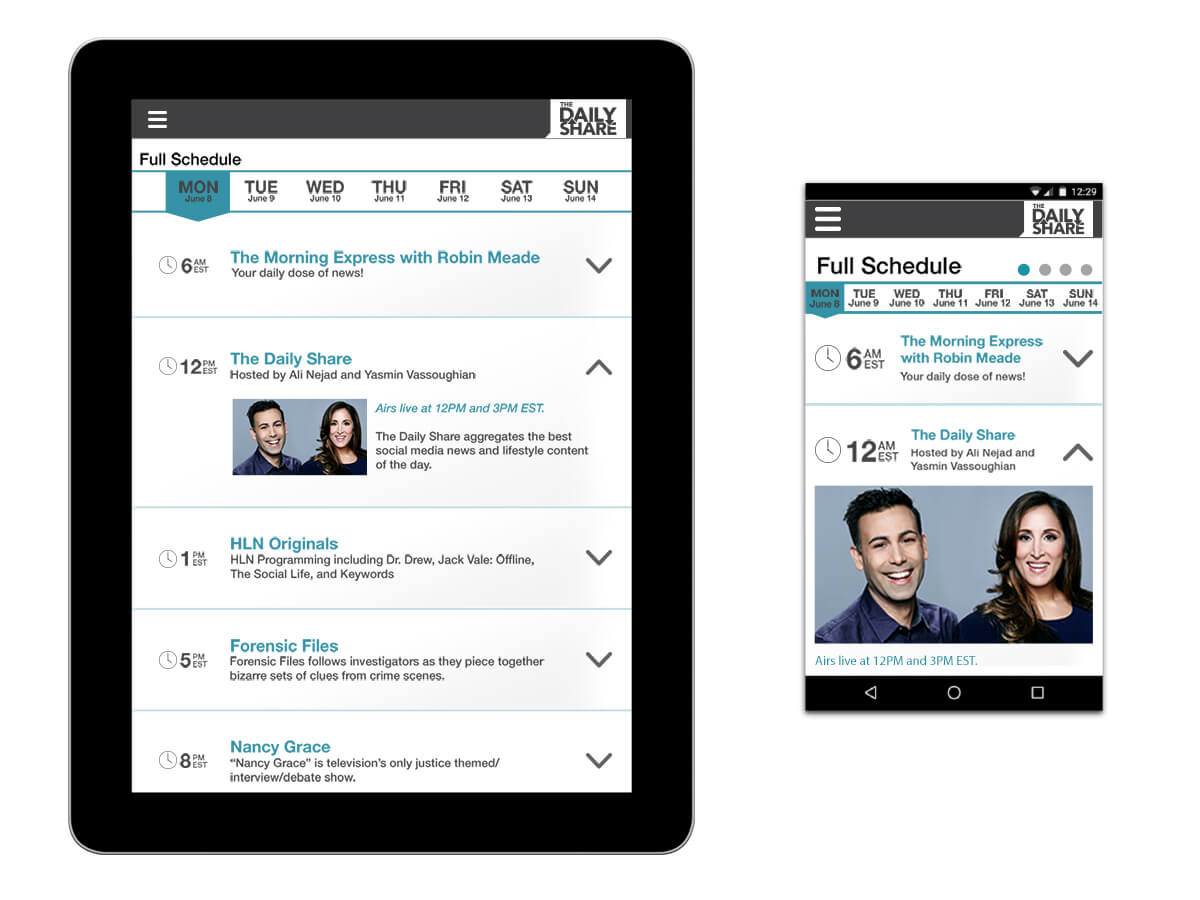 THE
DAILY
SHARE
Full Schedule
MON TUE WED THU FRI SAT SUN
June 8 June 9 June 10 June 11 June 12 June 13 June 14
6 AM EST
The Morning Express with Robin Meade
Your daily dose of news!
12 PM EST
The Daily Share
Hosted by Ali Nejad and Yasmin Vassoughian
Airs live at 12PM and 3PM EST.
The Daily Share aggregates the best
social media news and lifestyle content
of the day.
1 PM EST
HLN Originals
HLN Programming including Dr. Drew, Jack Vale: Offline,
The Social Life, and Keywords
5 PM EST
Forensic Files
Forensic Files follows investigators as they piece together
bizarre sets of clues from crime scenes.
8 PM EST
Nancy Grace
“Nancy Grace” is television’s only justice themed/
interview/debate show.
12:29
THE
DAILY
SHARE
Full Schedule
MON TUE WED THU FRI SAT SUN
June 8 June 9 June 10 June 11 June 12 June 13 June 14
6 AM EST
The Morning Express
with Robin Meade
Your daily dose of news!
12 AM EST
The Daily Share
Hosted by Ali Nejad and
Yasmin Vassoughian
Airs live at 12PM and 3PM EST.